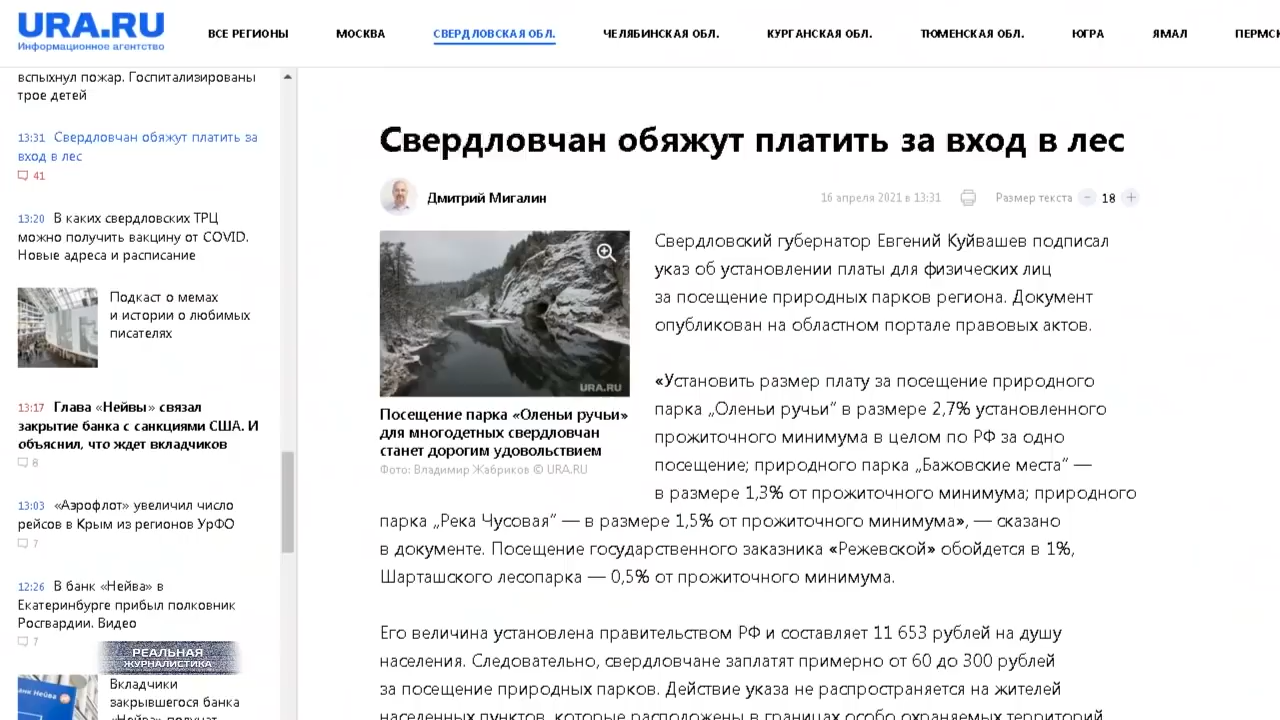 URA.RU
Информационное агентство
ВСЕ РЕГИОНЫ
МОСКВА
СВЕРДЛОВСКАЯ ОБЛ.
ЧЕЛЯБИНСКАЯ ОБЛ.
КУРГАНСКАЯ ОБЛ.
ТЮМЕНСКАЯ ОБЛ.
ЮГРА
ЯМАЛ
вспыхнул пожар. Госпитализированы
трое детей
13:31 Свердловчан обяжут платить за
вход в лес
41
13:20 В каких свердловских ТРЦ
можно получить вакцину от COVID.
Новые адреса и расписание
Подкаст о мемах
и истории о любимых
писателях
13:17 Глава «Нейвы» связал
закрытие банка с санкциями США. И
объяснил, что ждет вкладчиков
8
13:03 «Аэрофлот» увеличил число
рейсов в Крым из регионов УрФО
7
12:26 В банк «Нейва» в
Екатеринбурге прибыл полковник
Росгвардии. Видео
7
РЕАЛЬНАЯ
ЖУРНАЛИСТИКА
Вкладчики
закрывшегося банка
Свердловчан обяжут платить за вход в лес
Дмитрий Мигалин
16 апреля 2021 в 13:31
Размер текста - 18 +
URA.RU
Посещение парка «Оленьи ручьи»
для многодетных свердловчан
станет дорогим удовольствием
Фото: Владимир Жабриков © URA.RU
Свердловский губернатор Евгений Куйвашев подписал
указ об установлении платы для физических лиц
за посещение природных парков региона. Документ
опубликован на областном портале правовых актов.
«Установить размер плату за посещение природного
парка „Оленьи ручьи“ в размере 2,7% установленного
прожиточного минимума в целом по РФ за одно
посещение; природного парка „Бажовские места“ —
в размере 1,3% от прожиточного минимума; природного
парка „Река Чусовая“ — в размере 1,5% от прожиточного минимума», — сказано
в документе. Посещение государственного заказника «Режевской» обойдется в 1%,
Шарташского лесопарка — 0,5% от прожиточного минимума.
Его величина установлена правительством РФ и составляет 11 653 рублей на душу
населения. Следовательно, свердловчане заплатят примерно от 60 до 300 рублей
за посещение природных парков. Действие указа не распространяется на жителей
населенных пунктов, которые расположены в границах особо охраняемых территорий